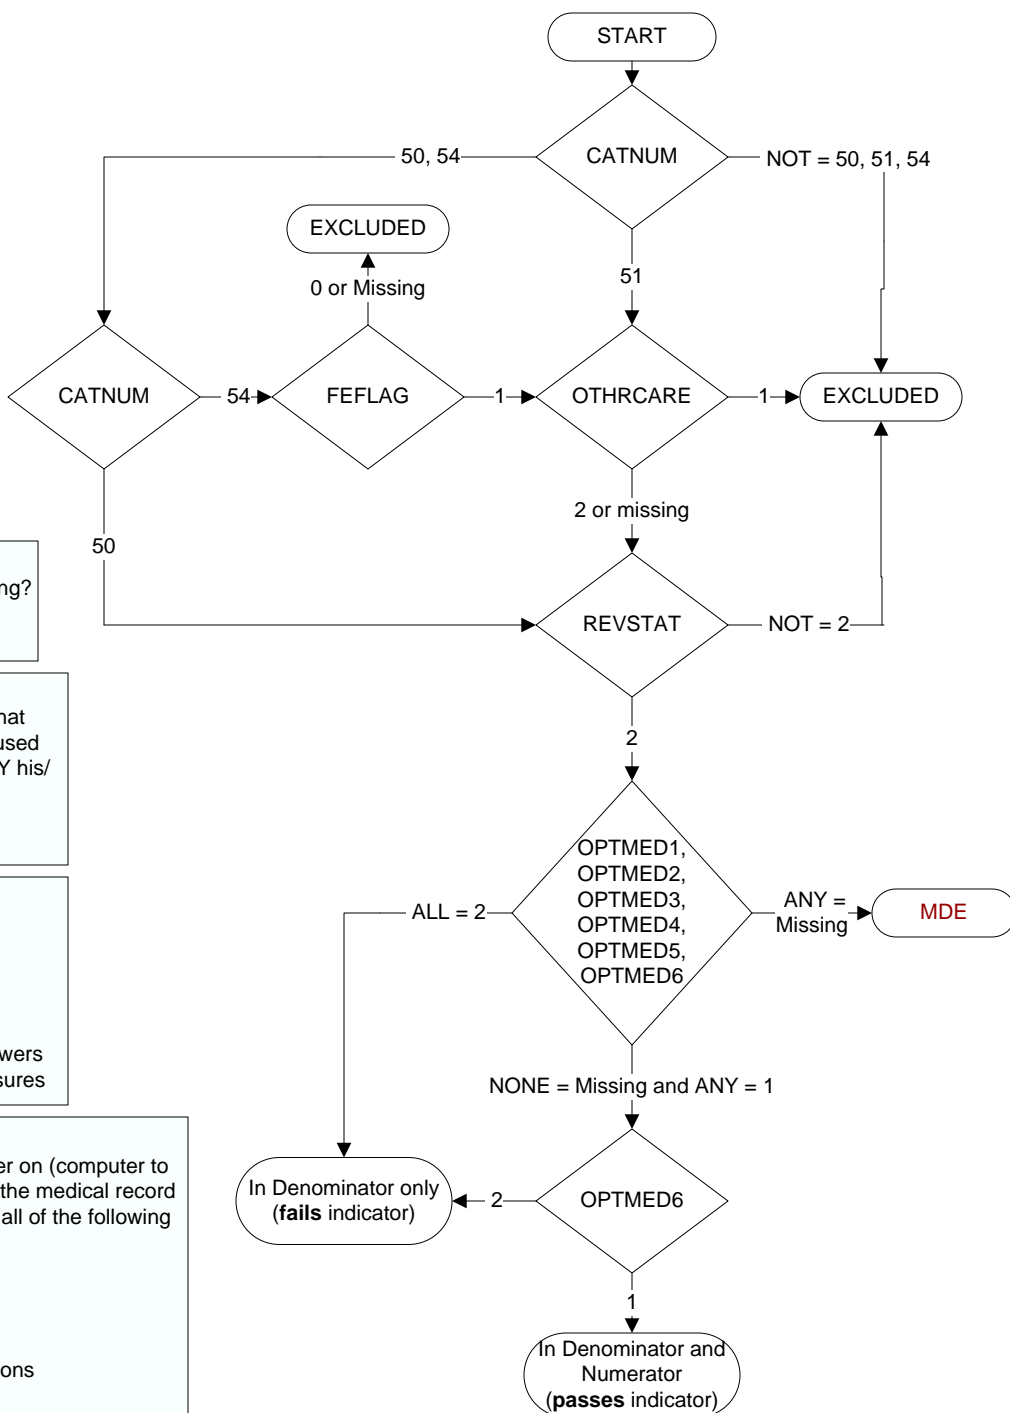 START
CATNUM
50, 54
NOT = 50, 51, 54
EXCLUDED
0 or Missing
51
CATNUM
54
FEFLAG
1
OTHRCARE
1
EXCLUDED
2 or missing
50
REVSTAT
NOT = 2
2
OPTMED1,
OPTMED2,
OPTMED3,
OPTMED4,
OPTMED5,
OPTMED6
ALL = 2
ANY =
Missing
MDE
NONE = Missing and ANY = 1
In Denominator only
(fails indicator)
2
OPTMED6
1
In Denominator and
Numerator
(passes indicator)
ng?
hat
used
Y his/
wers
sures
er on (computer to
the medical record
all of the following
ons